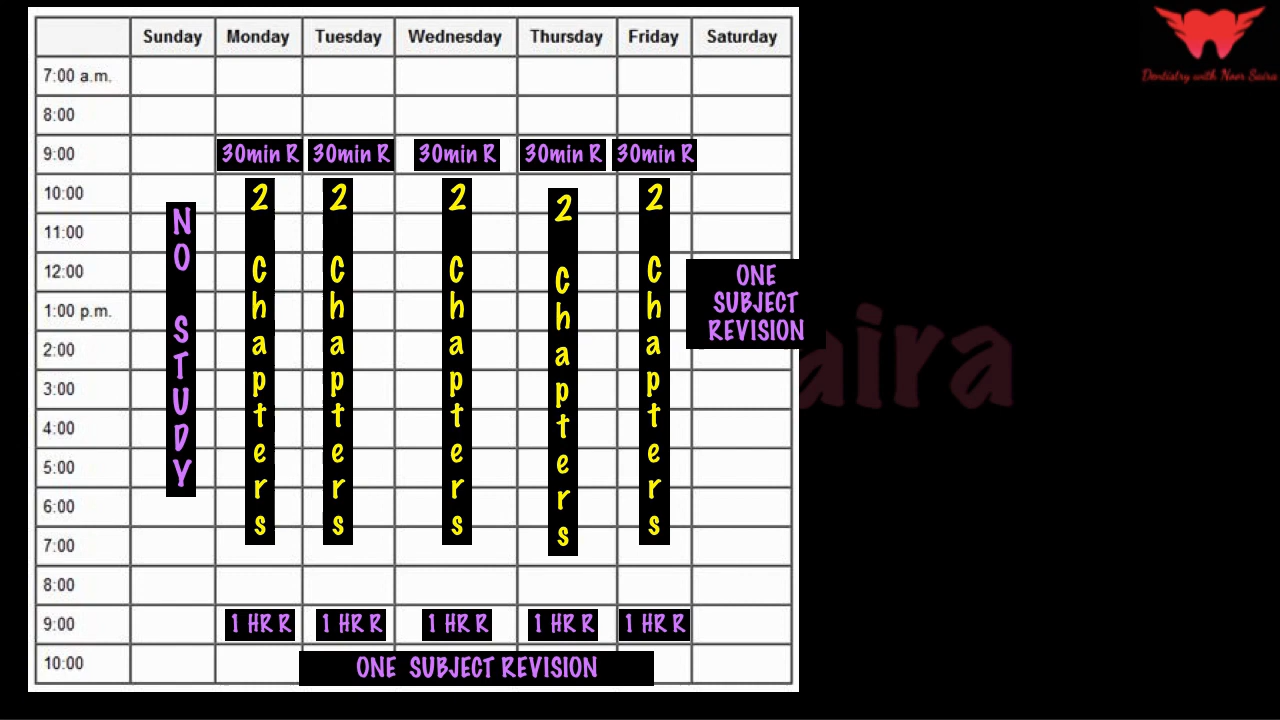 Sunday Monday Tuesday Wednesday Thursday Friday Saturday
7:00 a.m.
8:00
9:00 30min R 30min R 30min R 30min R 30min R
10:00
11:00
12:00
1:00 p.m.
2:00
3:00
4:00
5:00
6:00
7:00
8:00
9:00 1 HR R 1 HR R 1 HR R 1 HR R 1 HR R
10:00 ONE SUBJECT REVISION
NO STUDY
2 Chapters
2 Chapters
2 Chapters
2 Chapters
2 Chapters
ONE
SUBJECT
REVISION
Dentistry with Noor Saira